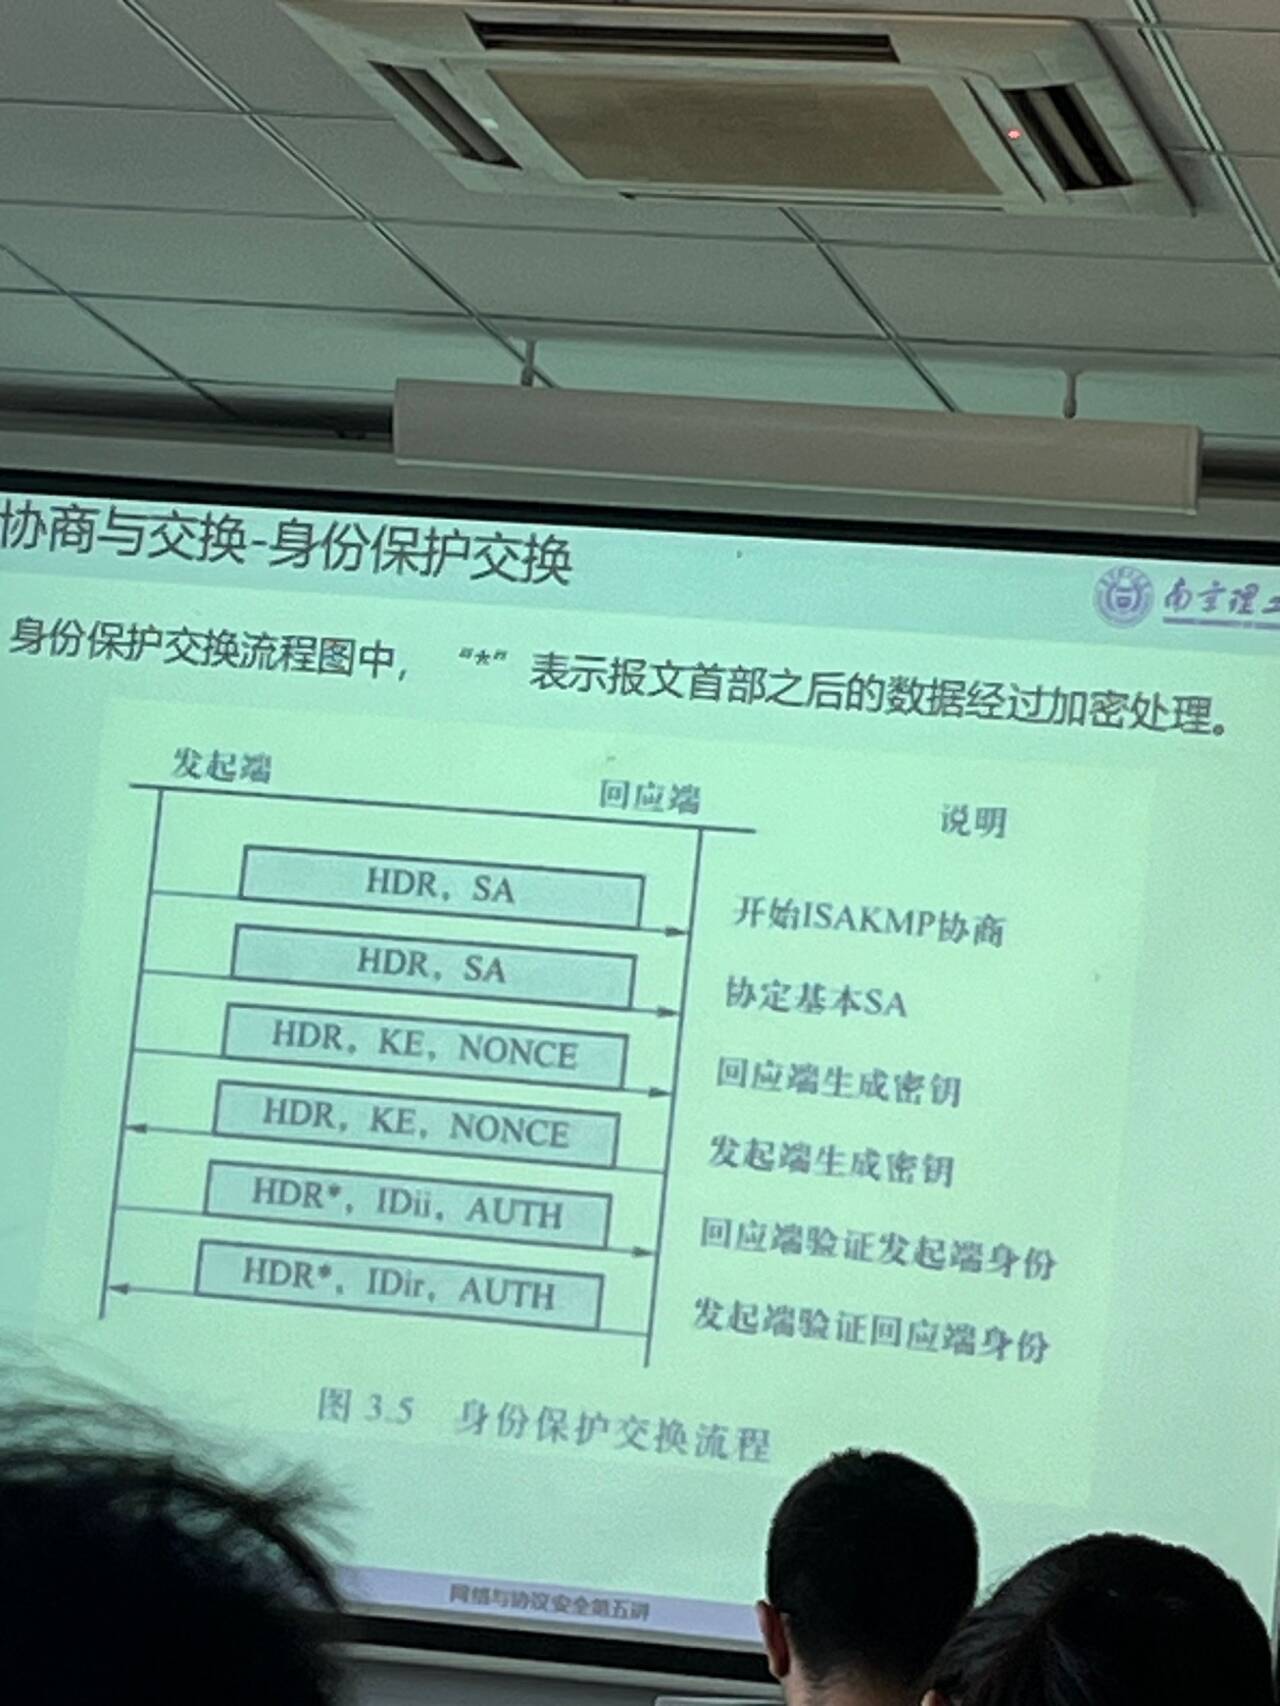 协商与交换-身份保护交换
南京理工
身份保护交换流程图中，“*”表示报文首部之后的数据经过加密处理。
发起端 回应端 说明
HDR，SA 开始ISAKMP协商
HDR，SA 协定基本SA
HDR，KE，NONCE 回应端生成密钥
HDR，KE，NONCE 发起端生成密钥
HDR*，IDii，AUTH 回应端验证发起端身份
HDR*，IDir，AUTH 发起端验证回应端身份
图 3.5 身份保护交换流程
网络与协议安全第五讲